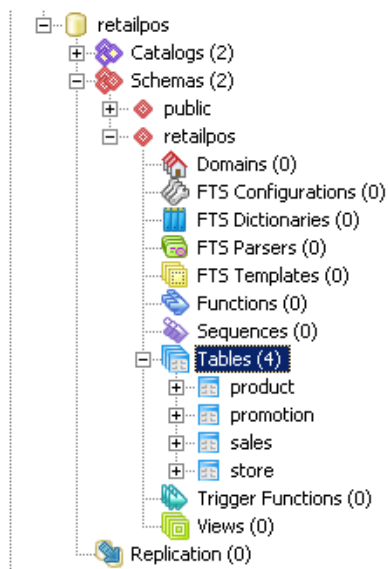 retailpos
Catalogs (2)
Schemas (2)
public
retailpos
Domains (0)
FTS Configurations (0)
FTS Dictionaries (0)
FTS Parsers (0)
FTS Templates (0)
Functions (0)
Sequences (0)
Tables (4)
product
promotion
sales
store
Trigger Functions (0)
Views (0)
Replication (0)